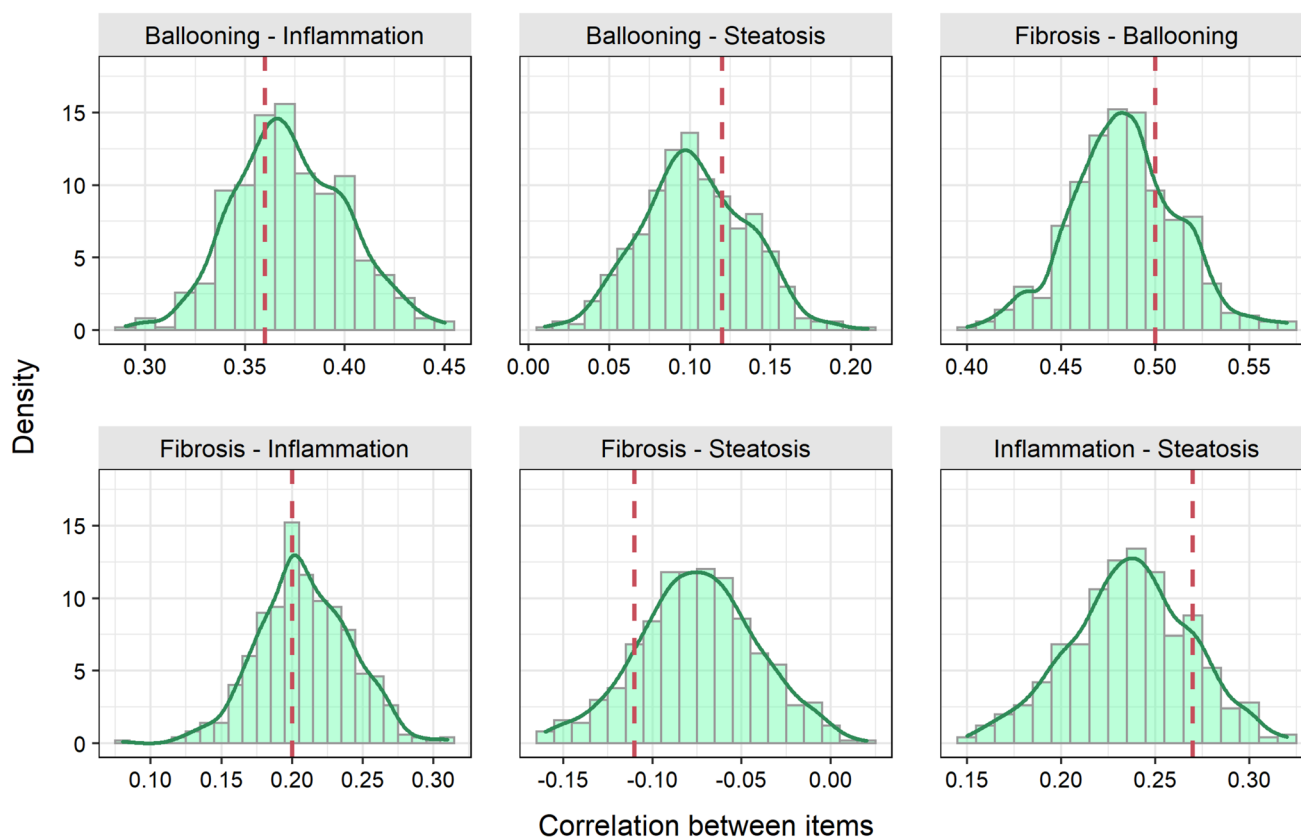 Ballooning - Inflammation
Ballooning - Steatosis
Fibrosis - Ballooning
15
10
5
0
0.30 0.35 0.40 0.45
0.00 0.05 0.10 0.15 0.20
0.40 0.45 0.50 0.55
Density
Fibrosis - Inflammation
Fibrosis - Steatosis
Inflammation - Steatosis
15
10
5
0
0.10 0.15 0.20 0.25 0.30
-0.15 -0.10 -0.05 0.00
0.15 0.20 0.25 0.30
Correlation between items